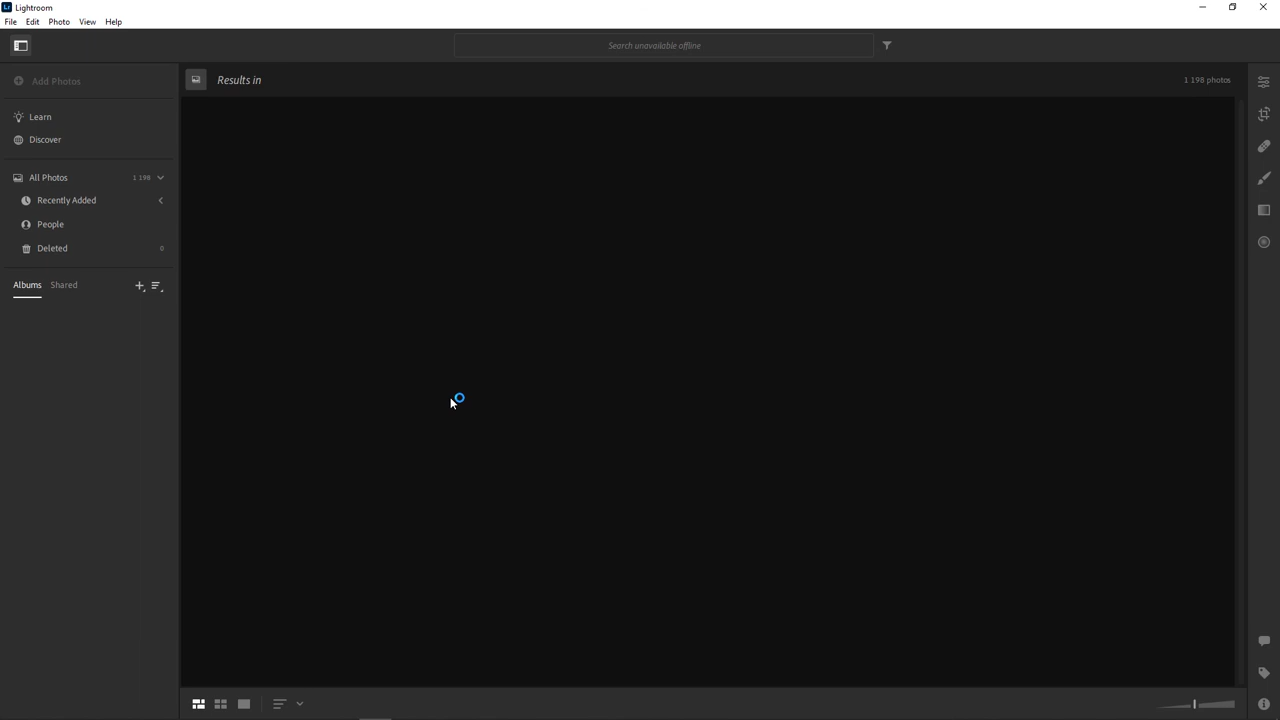 Lr Lightroom
File Edit Photo View Help
Search unavailable offline
Add Photos
Results in
1 198 photos
Learn
Discover
All Photos 1 198
Recently Added
People
Deleted 0
Albums Shared